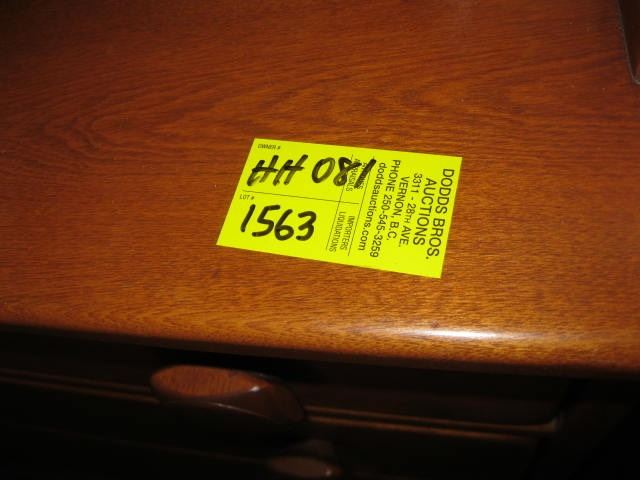 OWNER #
HH 081
LOT #
1563
APPRAISALS
IMPORTERS
LIQUIDATIONS
DODDS BROS.
AUCTIONS
3311 - 28TH AVE.
VERNON, B.C.
PHONE 250-545-3259
doddsauctions.com